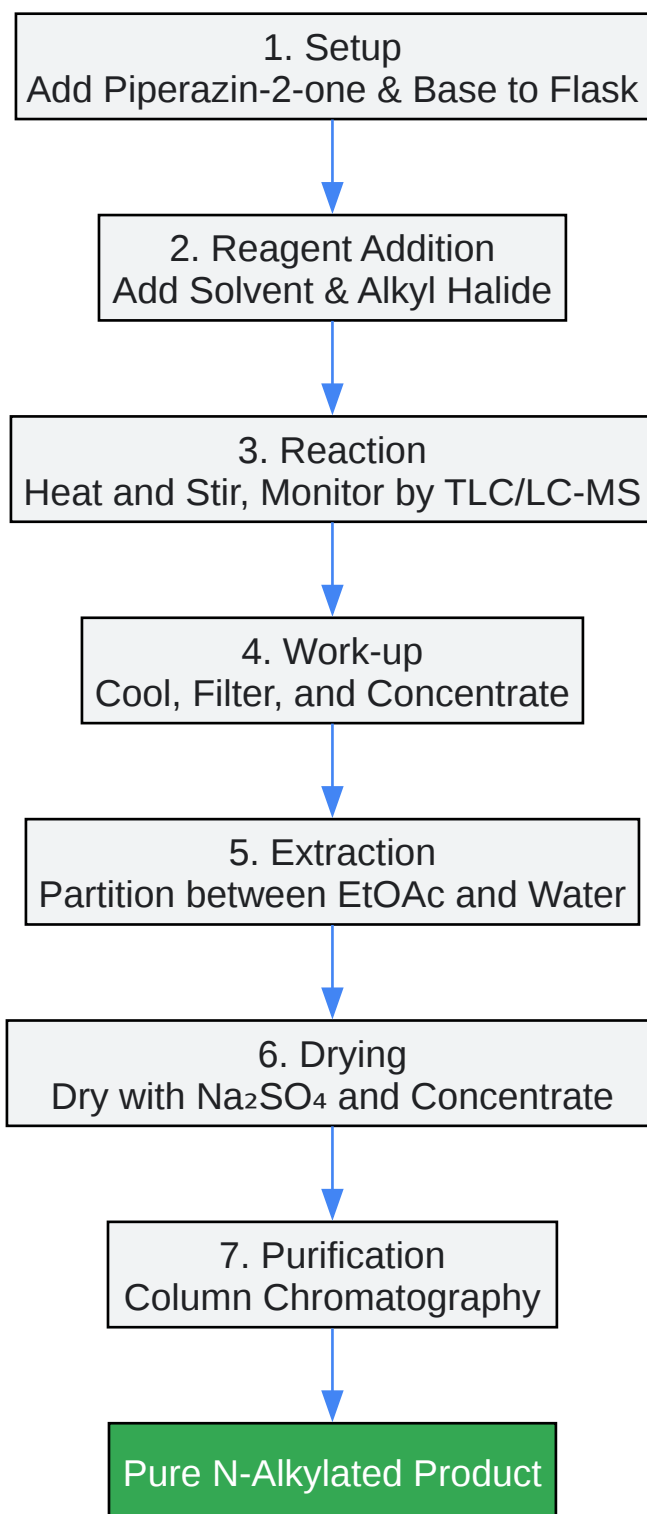 1. Setup
Add Piperazin-2-one & Base to Flask
2. Reagent Addition
Add Solvent & Alkyl Halide
3. Reaction
Heat and Stir, Monitor by TLC/LC-MS
4. Work-up
Cool, Filter, and Concentrate
5. Extraction
Partition between EtOAc and Water
6. Drying
Dry with Na₂SO₄ and Concentrate
7. Purification
Column Chromatography
Pure N-Alkylated Product